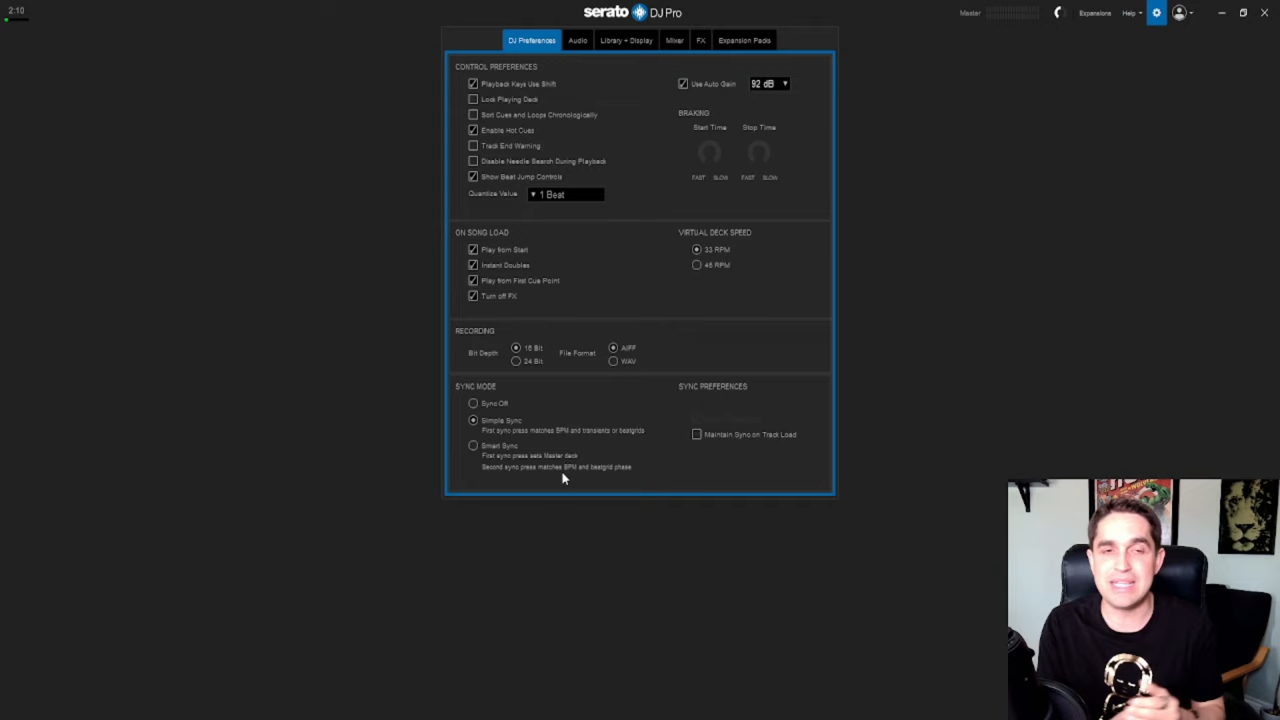 2:10
serato DJ Pro
Master
Expansions
Help
DJ Preferences
Audio
Library + Display
Mixer
FX
Expansion Packs
CONTROL PREFERENCES
Playback Keys Use Shift
Lock Playing Deck
Sort Cues and Loops Chronologically
Enable Hot Cues
Track End Warning
Disable Needle Search During Playback
Show Beat Jump Controls
Quantize Value
1 Beat
Use Auto Gain
92 dB
BRAKING
Start Time
Stop Time
FAST
SLOW
FAST
SLOW
ON SONG LOAD
Play from Start
Instant Doubles
Play from First Cue Point
Turn off FX
VIRTUAL DECK SPEED
33 RPM
45 RPM
RECORDING
Bit Depth
16 Bit
24 Bit
File Format
AIFF
WAV
SYNC MODE
Sync Off
Simple Sync
First sync press matches BPM and transients or beatgrids
Smart Sync
First sync press sets Master deck
Second sync press matches BPM and beatgrid phase
SYNC PREFERENCES
Maintain Sync on Track Load